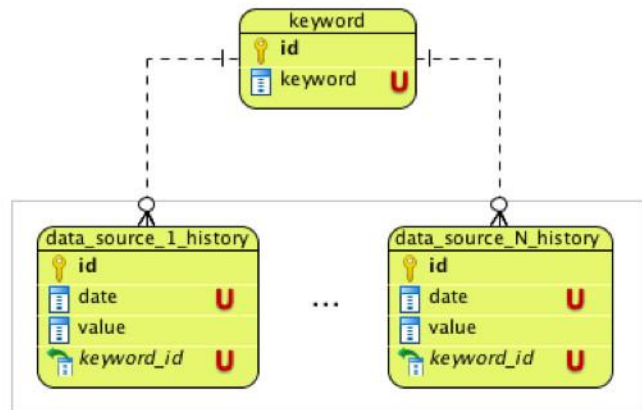 keyword
id
keyword U
data_source_1_history
id
date U
value
keyword_id U
...
data_source_N_history
id
date U
value
keyword_id U